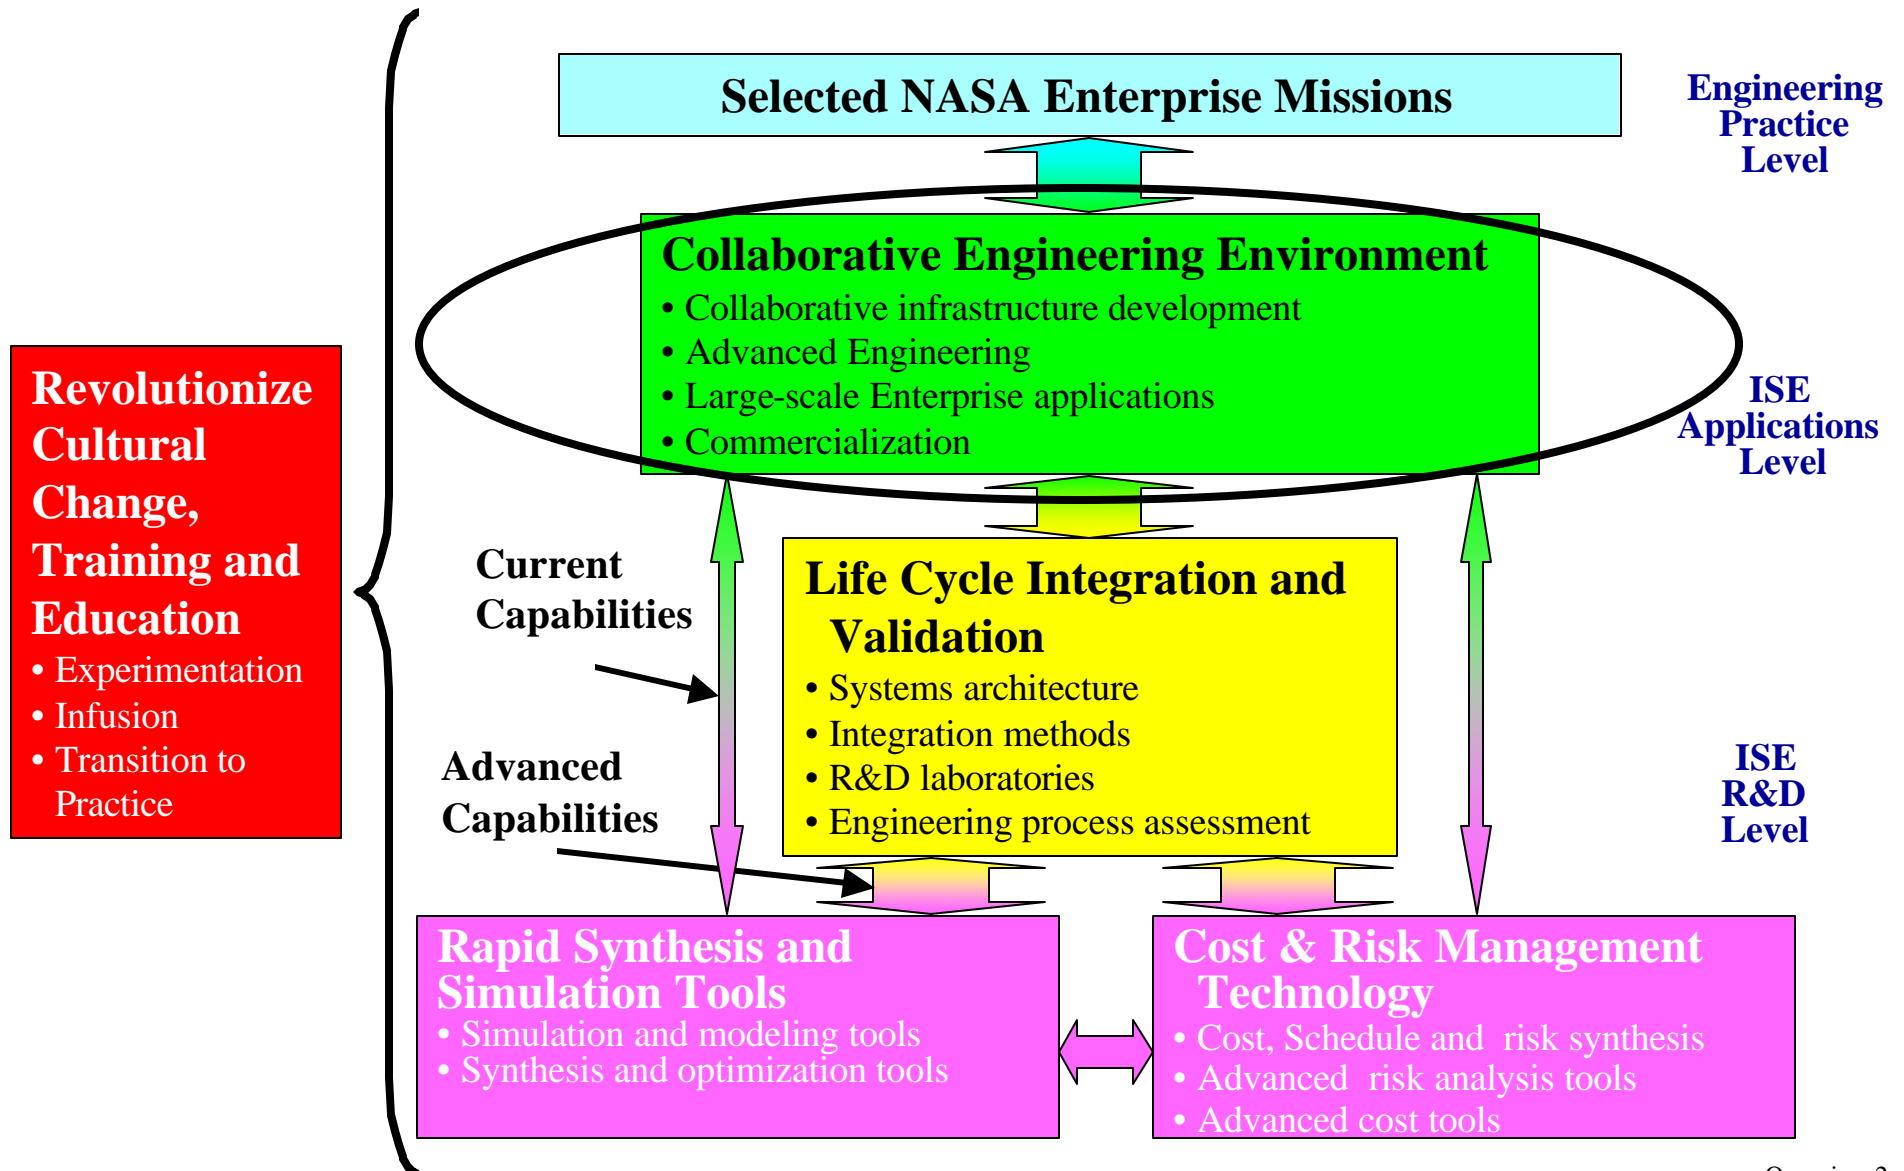 Selected NASA Enterprise Missions
Engineering
Practice
Level
Collaborative Engineering Environment
• Collaborative infrastructure development
• Advanced Engineering
• Large-scale Enterprise applications
• Commercialization
ISE
Applications
Level
Revolutionize
Cultural
Change,
Training and
Education
• Experimentation
• Infusion
• Transition to
Practice
Current
Capabilities
Advanced
Capabilities
Life Cycle Integration and
Validation
• Systems architecture
• Integration methods
• R&D laboratories
• Engineering process assessment
ISE
R&D
Level
Rapid Synthesis and
Simulation Tools
• Simulation and modeling tools
• Synthesis and optimization tools
Cost & Risk Management
Technology
• Cost, Schedule and  risk synthesis
• Advanced  risk analysis tools
• Advanced cost tools